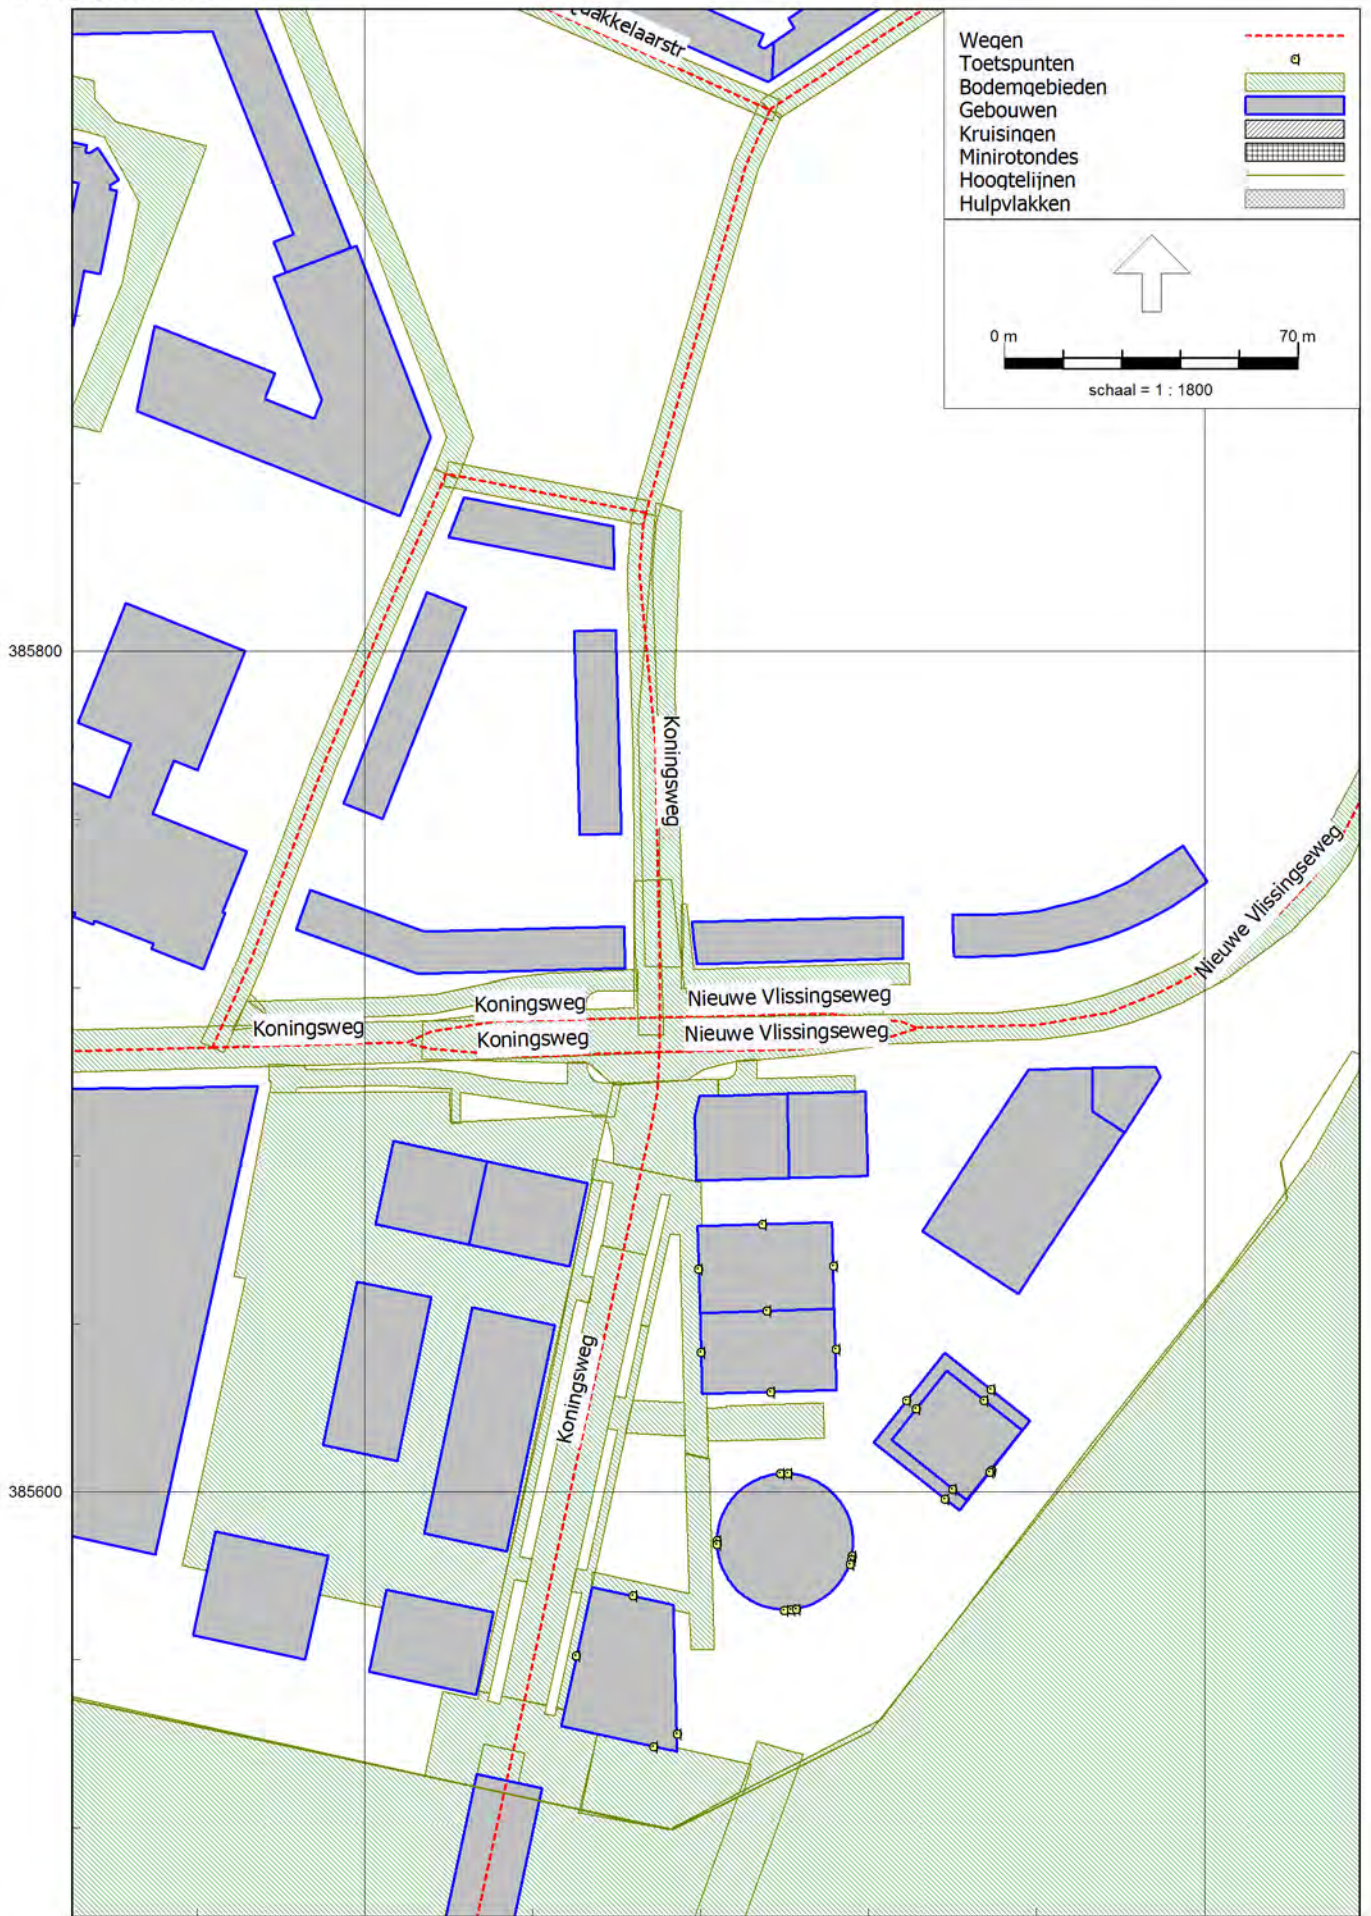 Wegen
Toetspunten
Bodemgebieden
Gebouwen
Kruisingen
Minirotondes
Hoogtelijnen
Hulpvlakken
0 m 70 m
schaal = 1 : 1800
385800
Koningsweg
Nieuwe Vlissingseweg
Koningsweg
Nieuwe Vlissingseweg
Koningsweg
Koningsweg
Nieuwe Vlissingseweg
Koningsweg
385600